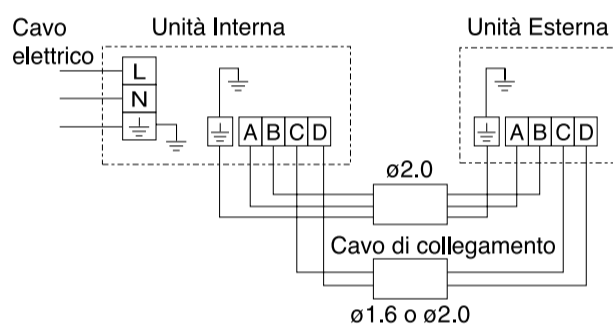 Cavo elettrico
Unità Interna
Unità Esterna
L
N
A B C D
A B C D
ø2.0
Cavo di collegamento
ø1.6 o ø2.0